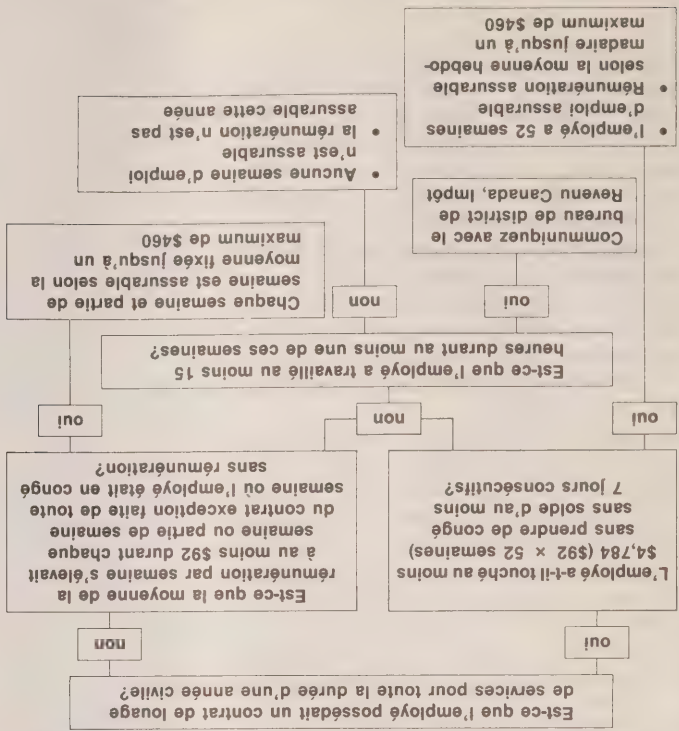 Est-ce que l'employé possédait un contrat de louage
de services pour toute la durée d'une année civile?
oui
non
L'employé a-t-il touché au moins
$4,784 ($92 × 52 semaines)
sans prendre de congé
sans solde d'au moins
7 jours consécutifs?
Est-ce que la moyenne de la
rémunération par semaine s'élevait
à au moins $92 durant chaque
semaine ou partie de semaine
du contrat exception faite de toute
semaine où l'employé était en congé
sans rémunération?
oui
non
oui
Est-ce que l'employé a travaillé au moins 15
heures durant au moins une de ces semaines?
oui
non
Chaque semaine et partie de
semaine est assurable selon la
moyenne fixée jusqu'à un
maximum de $460
Communiquez avec le
bureau de district de
Revenu Canada, Impôt
• Aucune semaine d'emploi
n'est assurable
• la rémunération n'est pas
assurable cette année
• l'employé a 52 semaines
d'emploi assurable
• Rémunération assurable
selon la moyenne hebdo-
madaire jusqu'à un
maximum de $460